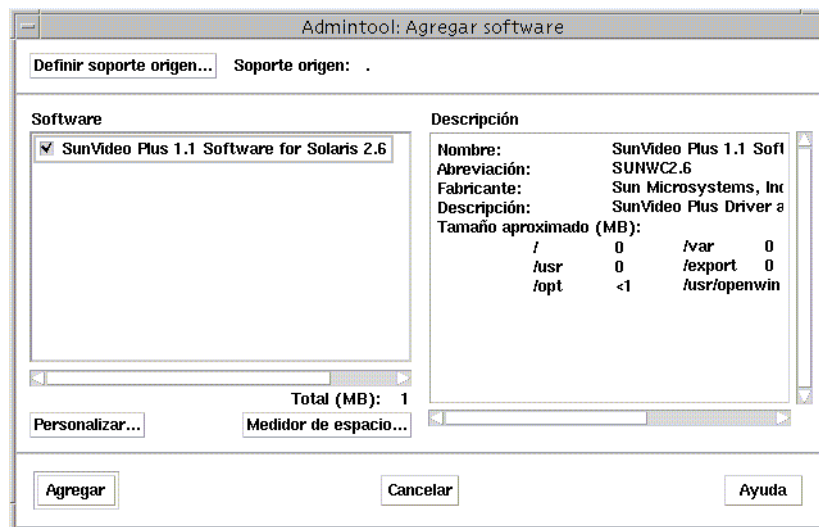 Admintool: Agregar software
Definir soporte origen... Soporte origen: .
Software
SunVideo Plus 1.1 Software for Solaris 2.6
Total (MB): 1
Personalizar... Medidor de espacio...
Descripción
Nombre: SunVideo Plus 1.1 Soft
Abreviación: SUNWC2.6
Fabricante: Sun Microsystems, Inc
Descripción: SunVideo Plus Driver a
Tamaño aproximado (MB):
/ 0 /var 0
/usr 0 /export 0
/opt <1 /usr/openwin
Agregar Cancelar Ayuda